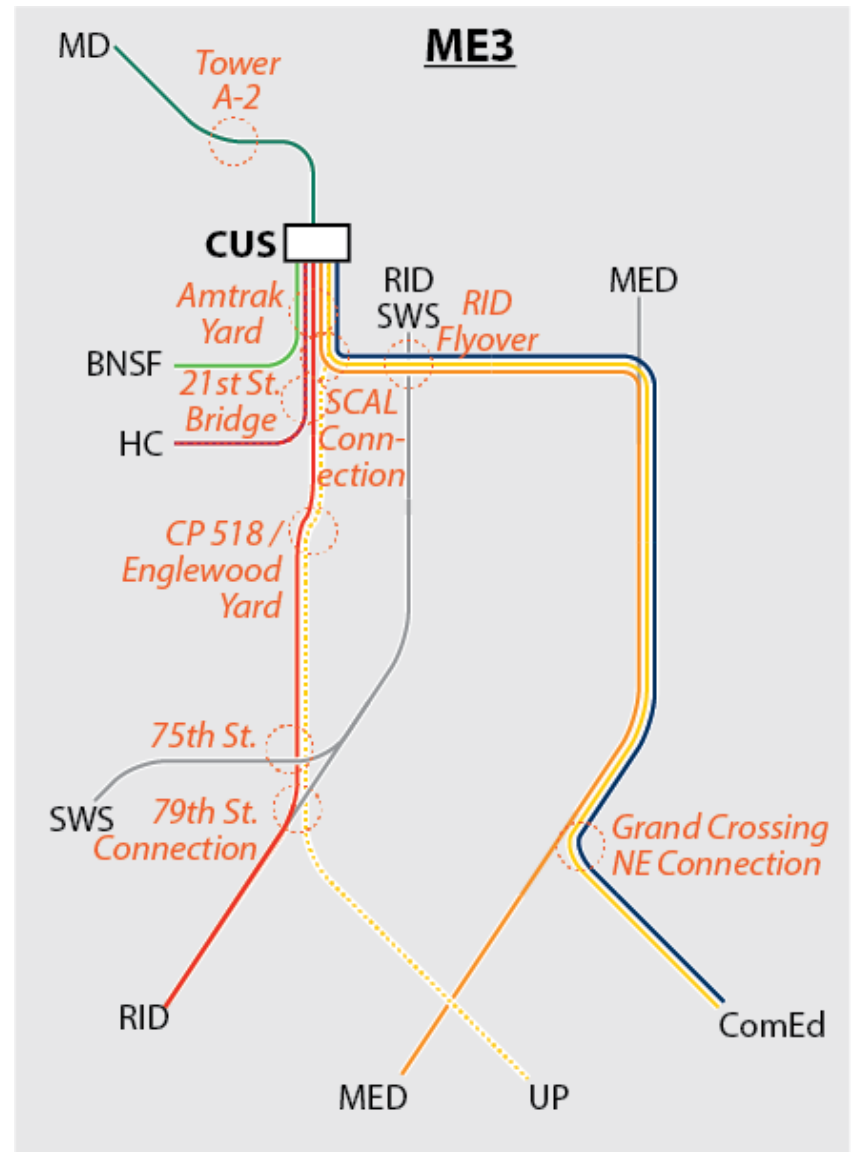 ME3
MD
Tower
A-2
CUS
Amtrak
Yard
RID
SWS
RID
Flyover
MED
BNSF
21st St.
Bridge
HC
SCAL
Conn-
ection
CP 518 /
Englewood
Yard
75th St.
SWS
79th St.
Connection
Grand Crossing
NE Connection
RID
ComEd
MED
UP